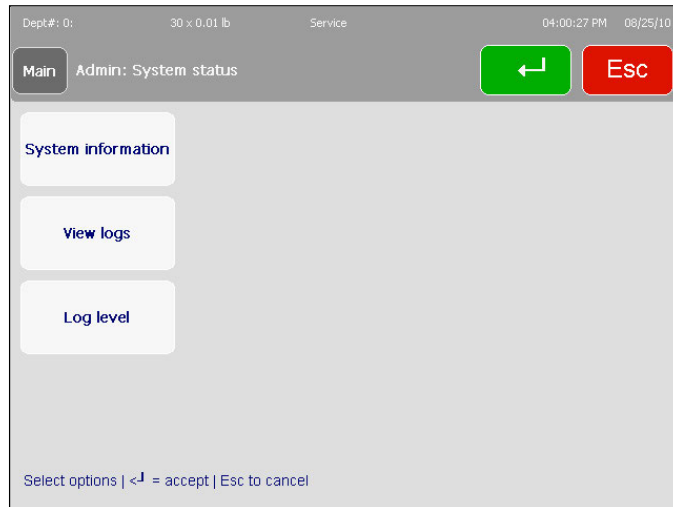 Dept#: 0: 30 x 0.01 lb Service 04:00:27 PM 08/25/10
Main Admin: System status Esc
System information
View logs
Log level
Select options | <┘ = accept | Esc to cancel